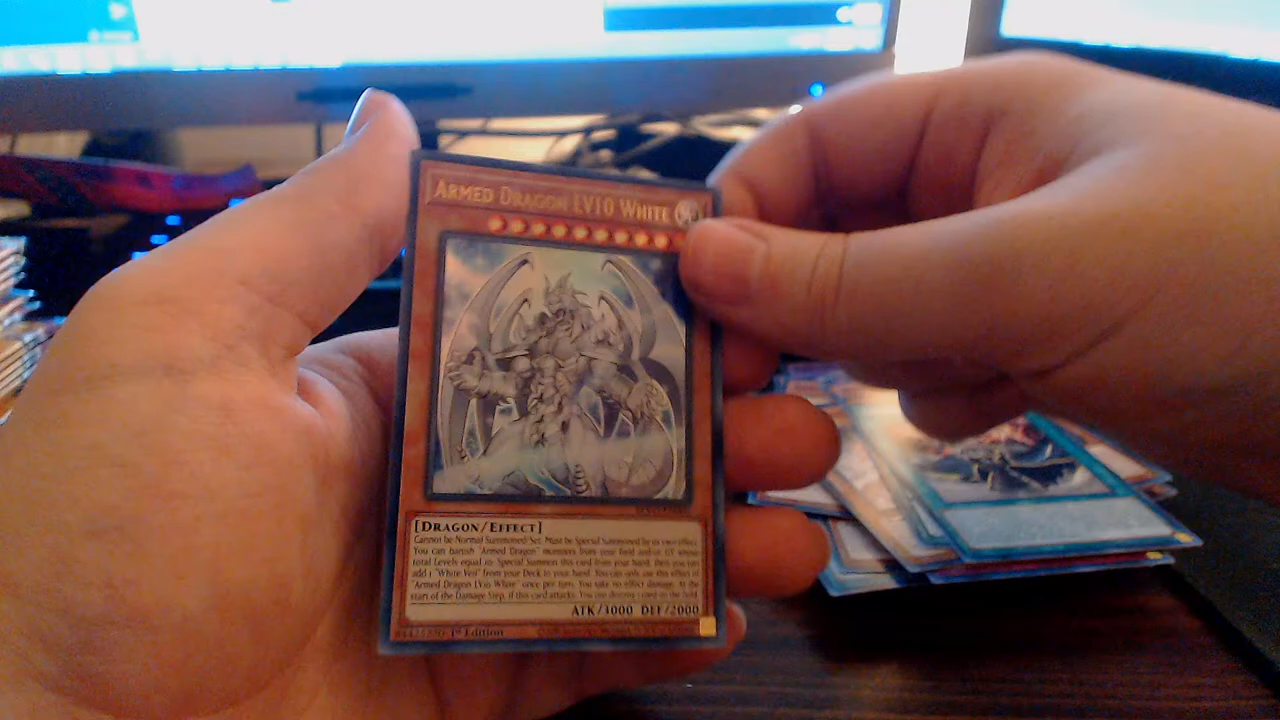 ARMED DRAGON LV10 WHITE
[DRAGON/EFFECT]
Cannot be Normal Summoned/Set. Must be Special Summoned by its own effect.
You can banish "Armed Dragon" monsters from your field and/or GY whose
total Levels equal 10; Special Summon this card from your hand, then you can
add 1 "White Veil" from your Deck to your hand. You can only use this effect of
"Armed Dragon LV10 White" once per turn. You take no effect damage. At the
start of the Damage Step, if this card attacks: You can destroy 1 card on the field.
ATK/3000 DEF/2000
1st Edition